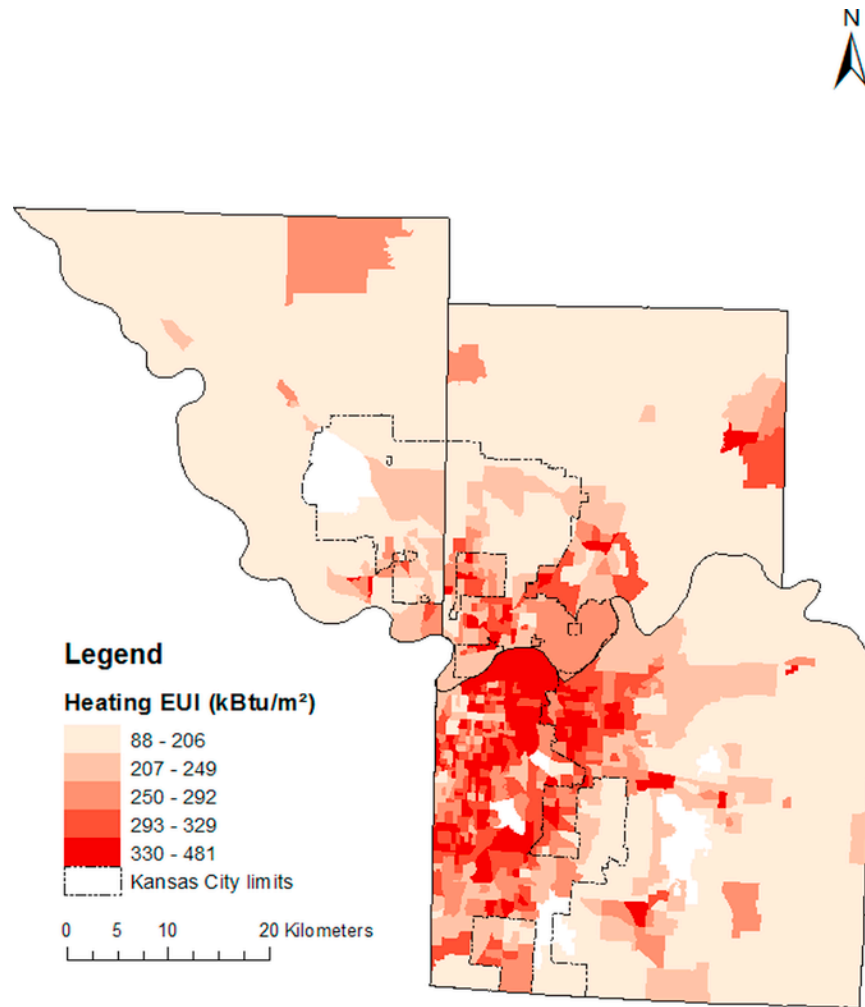 N
Legend
Heating EUI (kBtu/m²)
88 - 206
207 - 249
250 - 292
293 - 329
330 - 481
Kansas City limits
0 5 10 20 Kilometers